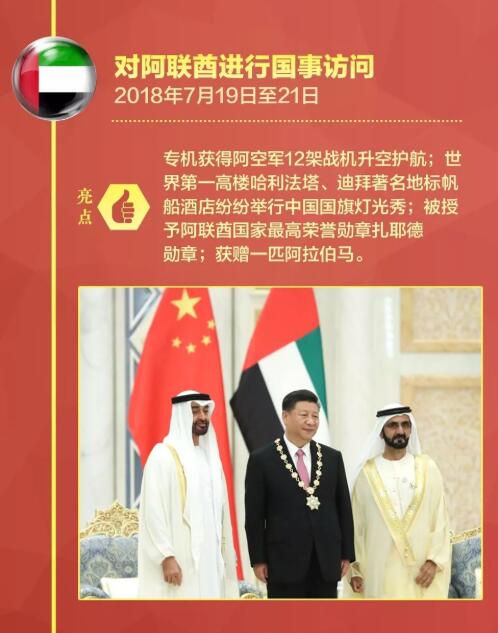 对阿联酋进行国事访问
2018年7月19日至21日
亮点
专机获得阿空军12架战机升空护航；世
界第一高楼哈利法塔、迪拜著名地标帆
船酒店纷纷举行中国国旗灯光秀；被授
予阿联酋国家最高荣誉勋章扎耶德
勋章；获赠一匹阿拉伯马。